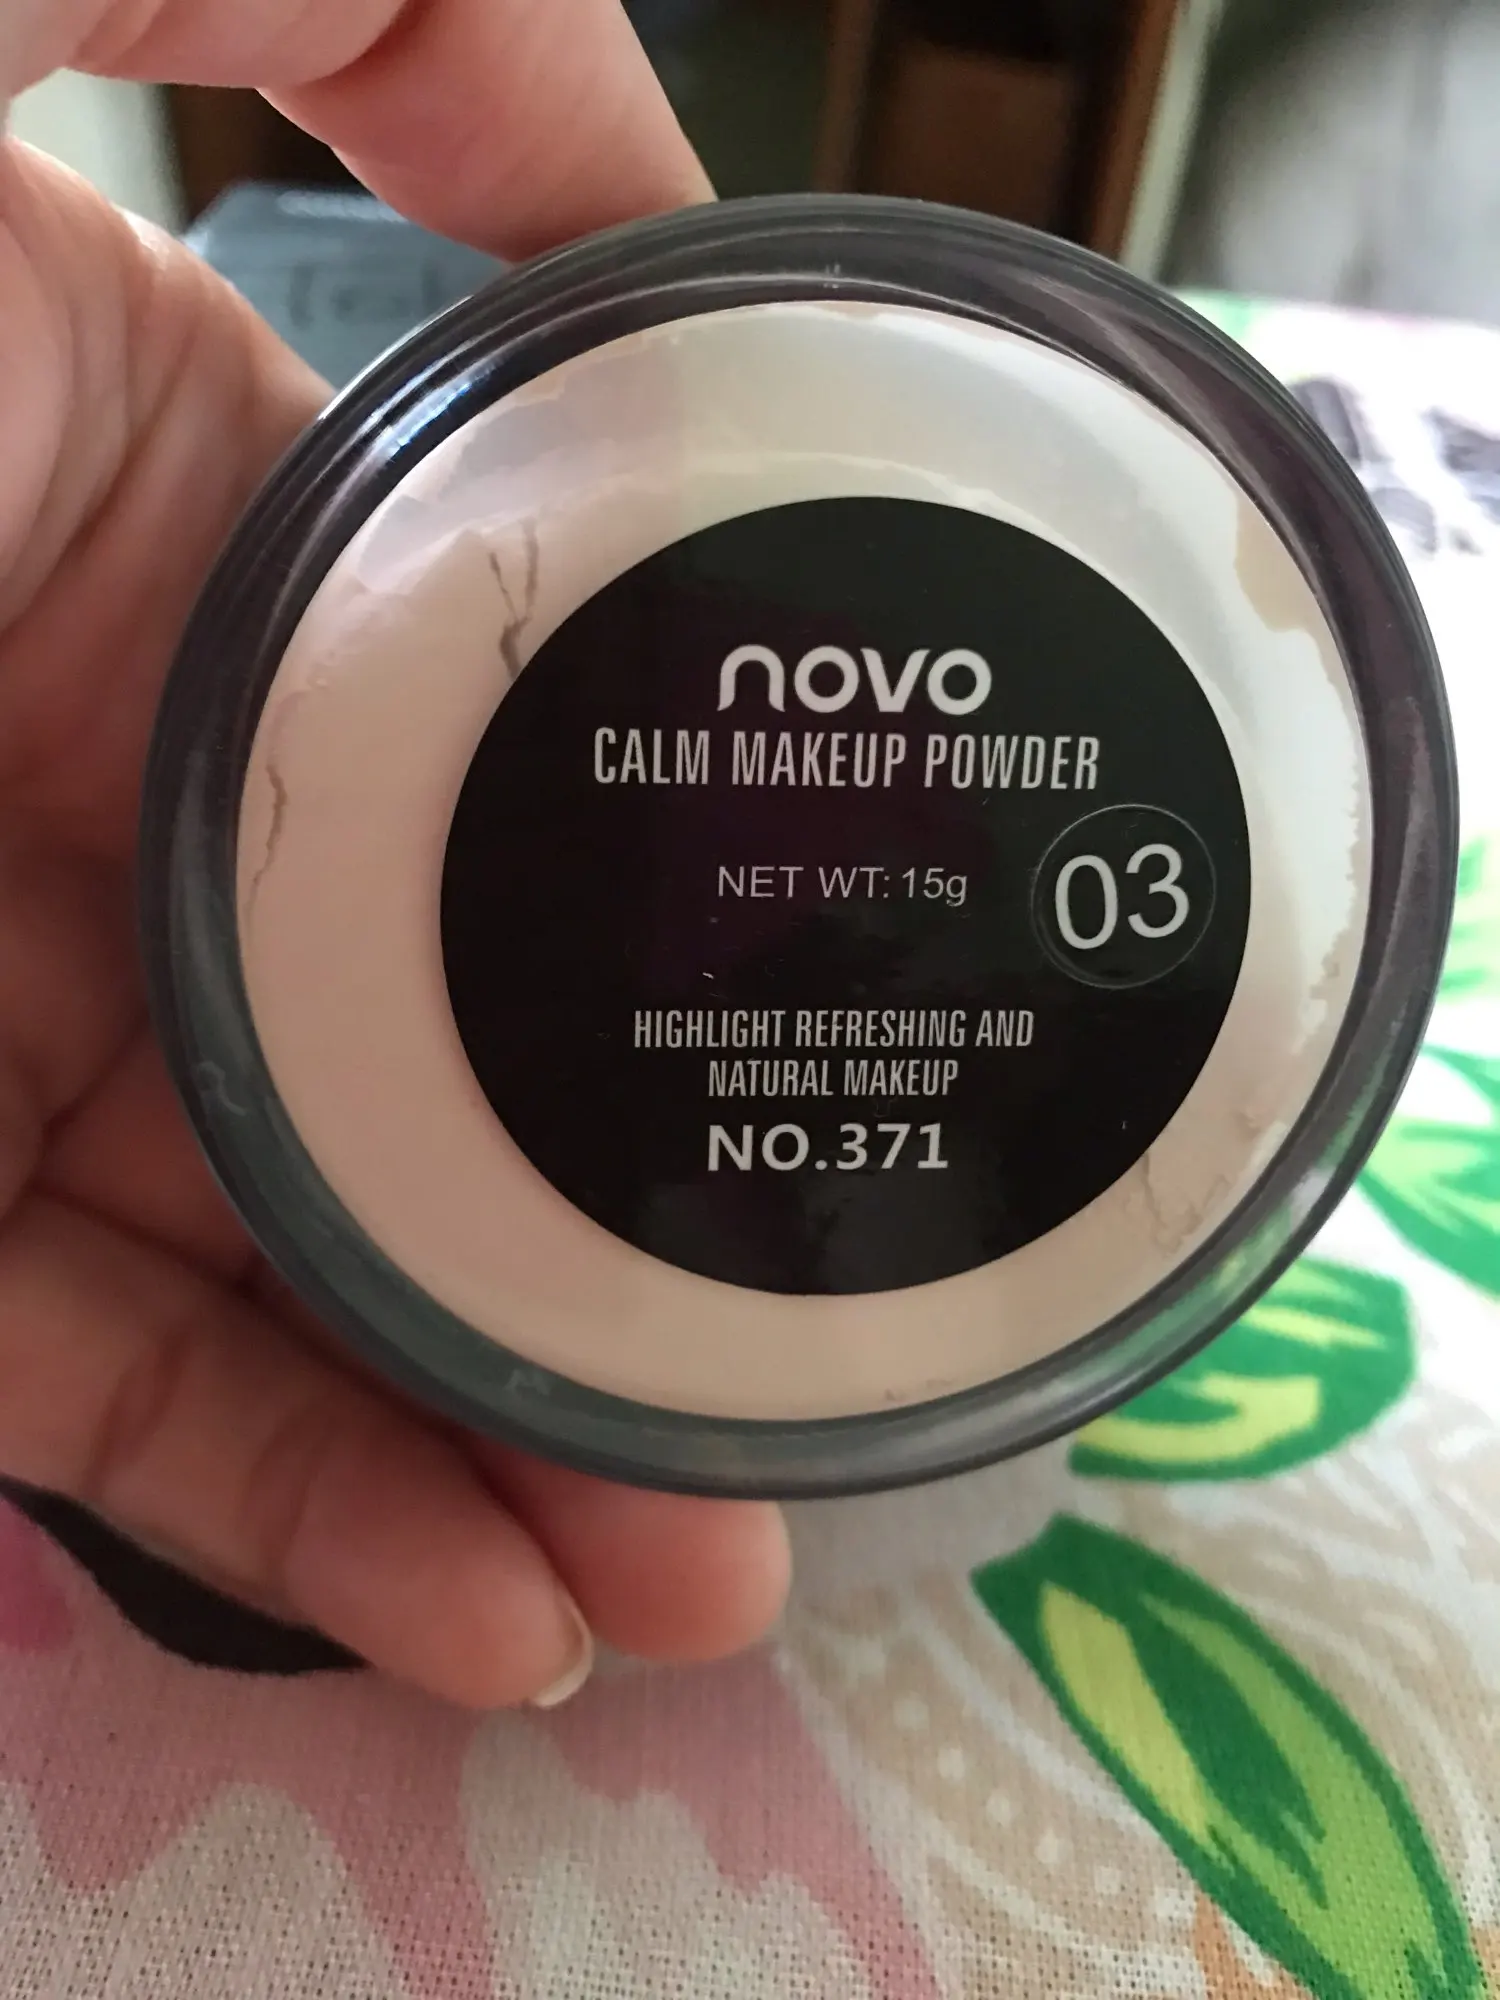 novo
CALM MAKEUP POWDER
NET WT: 15g
03
HIGHLIGHT REFRESHING AND
NATURAL MAKEUP
NO.371